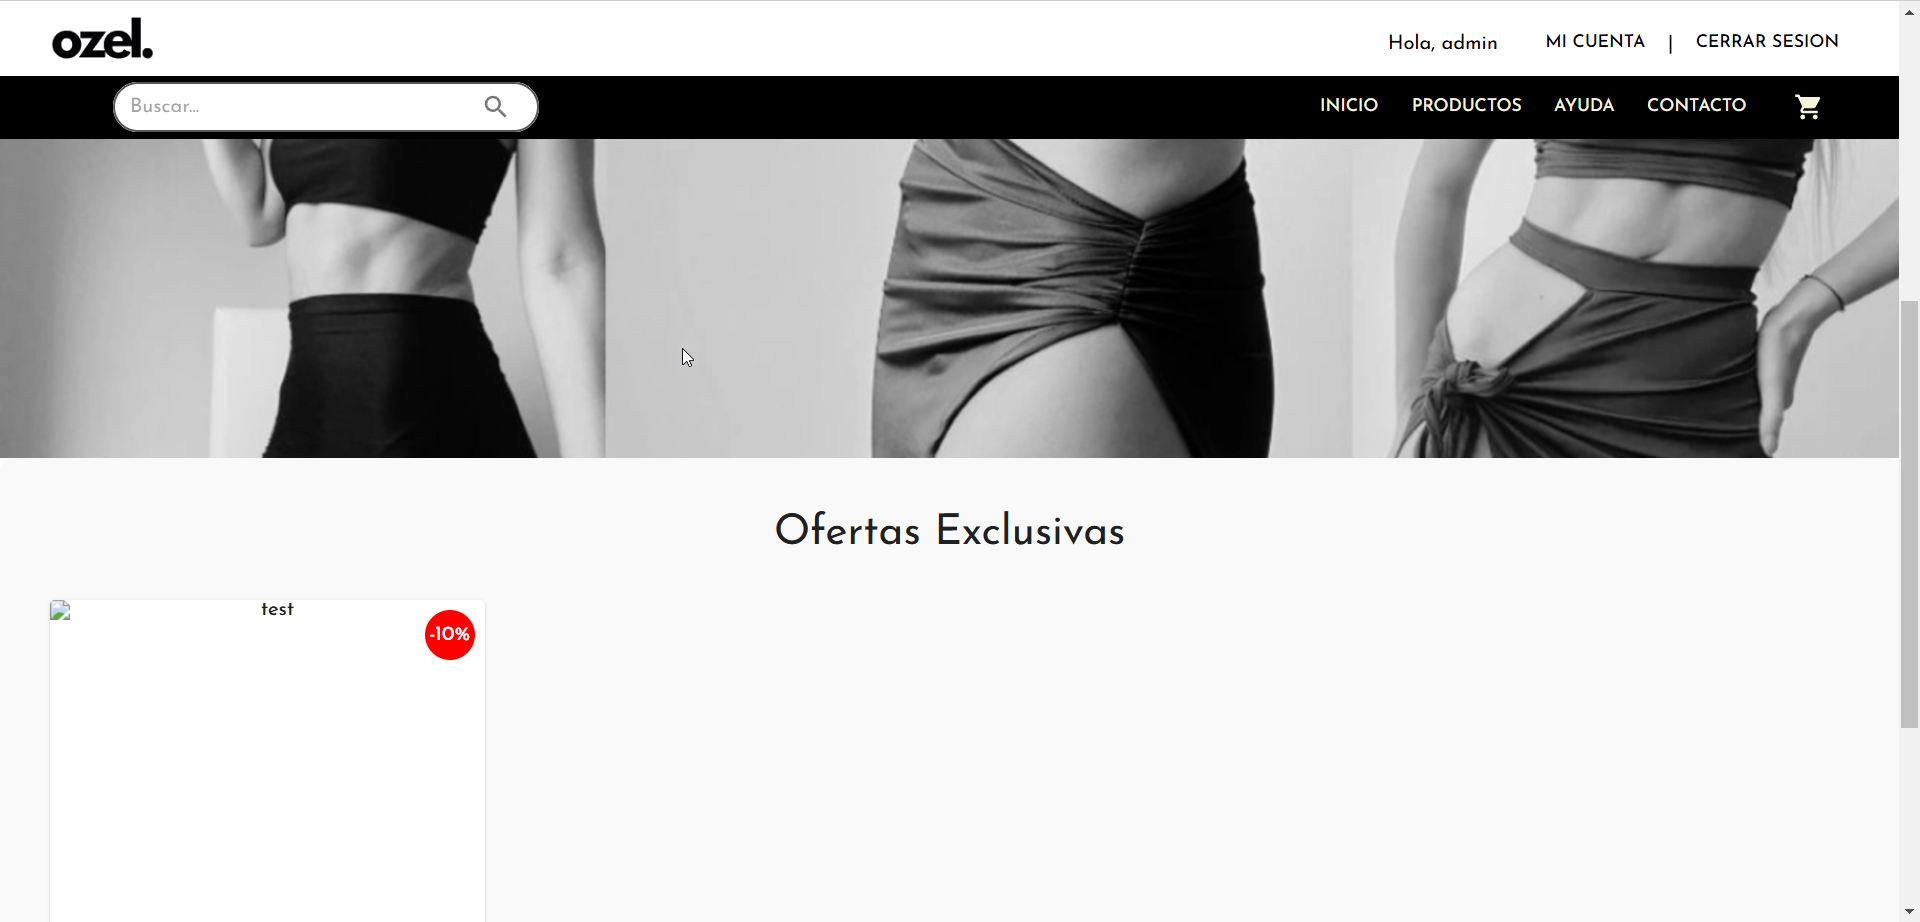 ozel.
Hola, admin
MI CUENTA | CERRAR SESION
Buscar...
INICIO
PRODUCTOS
AYUDA
CONTACTO
Ofertas Exclusivas
test
-10%